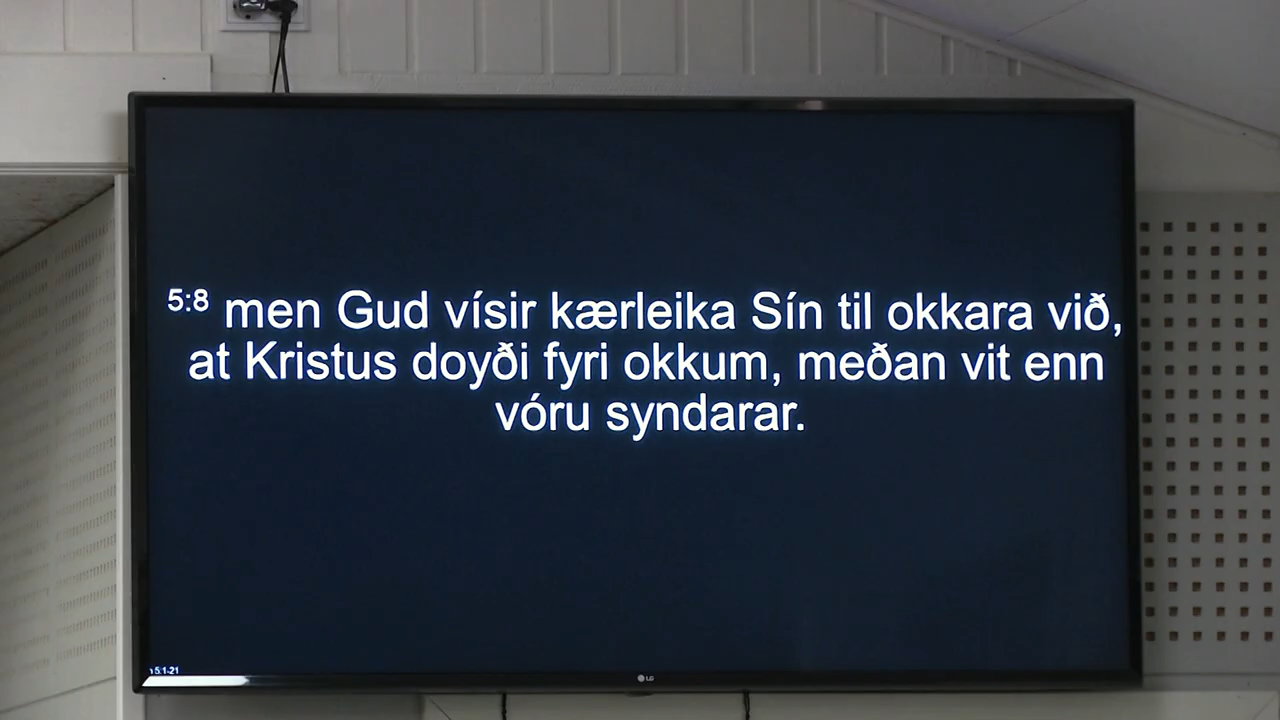 5:8 men Gud vísir kærleika Sín til okkara við,
at Kristus doyði fyri okkum, meðan vit enn
vóru syndarar.
5:1-21
LG